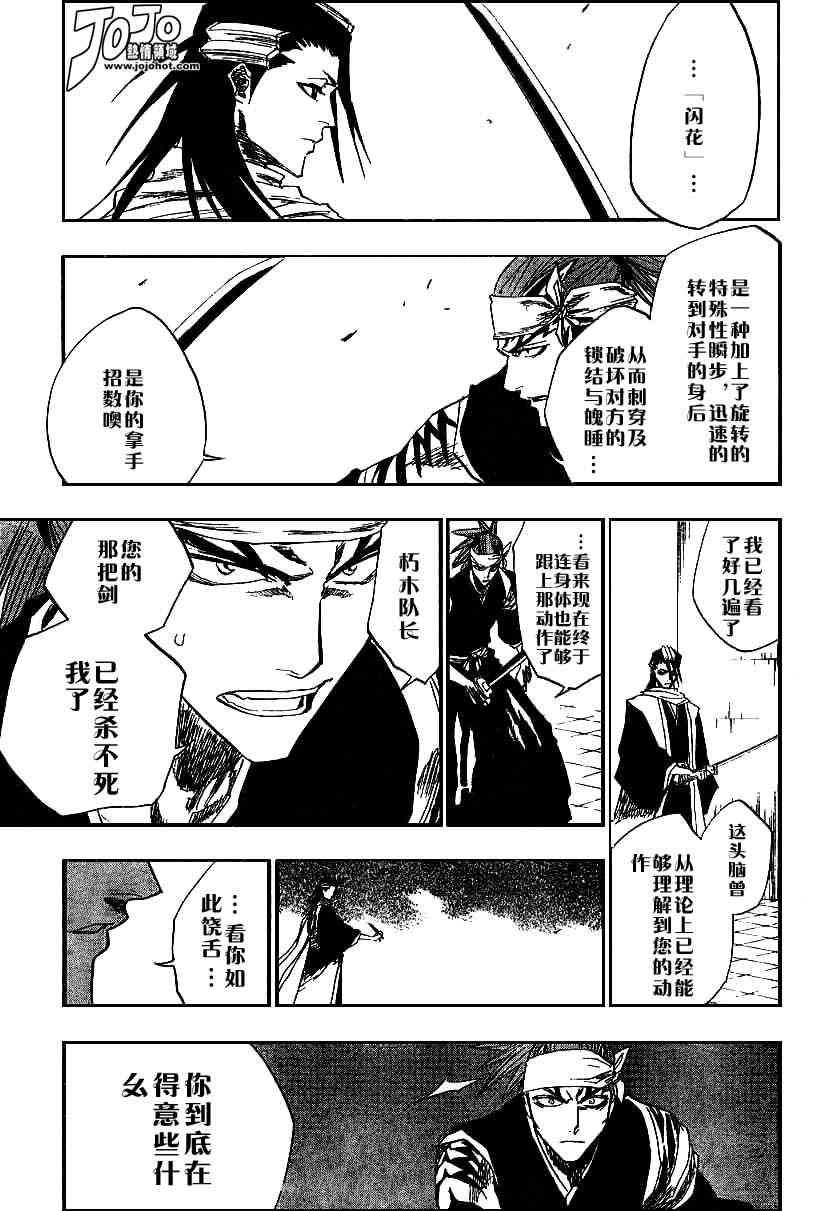 JOJO
熱情領域
www.jojohot.com
…「闪花」…
是一种加上了旋转的
特殊性瞬步，迅速的
转到对手的身后
从而刺穿及
破坏对方的
锁结与魄睡
…
是你的拿手
招数噢
我已经看
了好几遍了
这头脑曾
从理论上已经能
够理解到您的动
作
…看来现在终于
连身体也能够
跟上那动作了
朽木队长
您的
那把剑
已经杀不死
我了
…看你如
此饶舌…
你到底在
得意些什
么